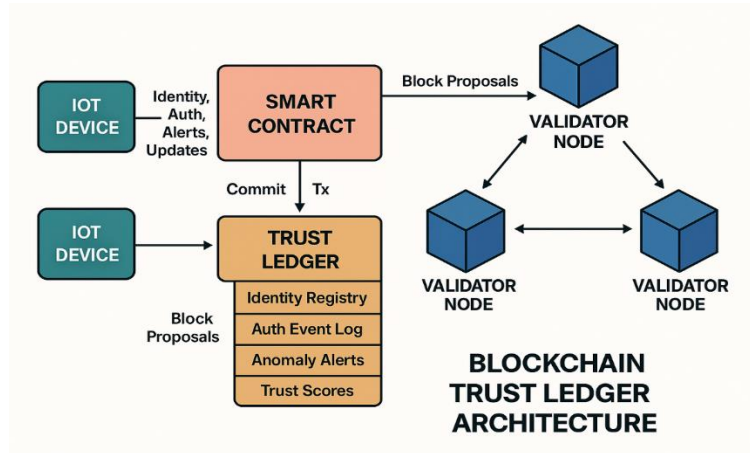 IOT
DEVICE
Identity,
Auth,
Alerts,
Updates
SMART
CONTRACT
Block Proposals
VALIDATOR
NODE
Commit Tx
IOT
DEVICE
TRUST
LEDGER
Identity Registry
Auth Event Log
Anomaly Alerts
Trust Scores
Block
Proposals
VALIDATOR
NODE
VALIDATOR
NODE
BLOCKCHAIN
TRUST LEDGER
ARCHITECTURE